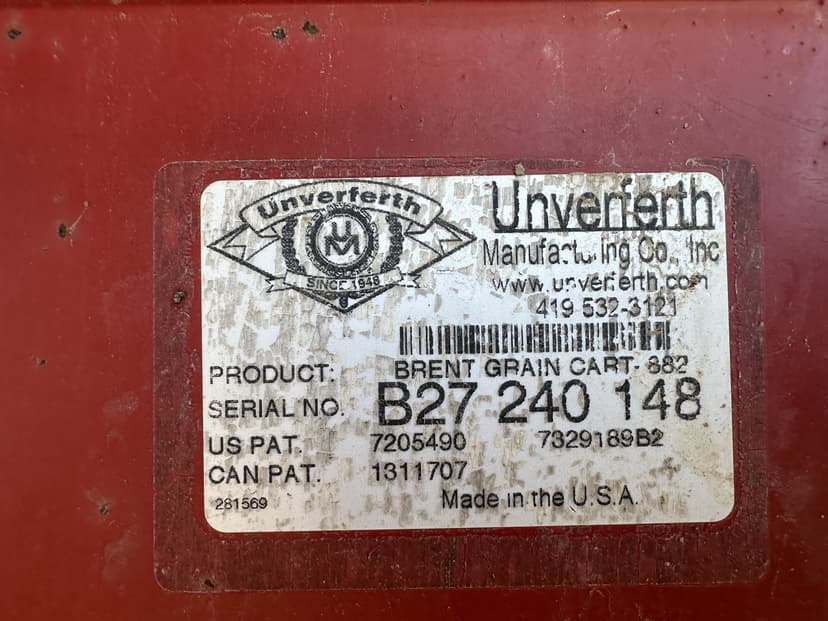 Unverferth
UM
SINCE 1948
Unverferth
Manufacturing Co., Inc
www.unverferth.com
419-532-3121
PRODUCT: BRENT GRAIN CART- 882
SERIAL NO. B27 240 148
US PAT. 7205490 7329189B2
CAN PAT. 1311707
281569 Made in the U.S.A.